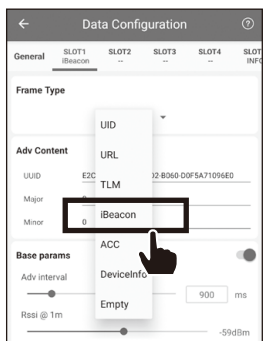 Data Configuration
General SLOT1 SLOT2 SLOT3 SLOT4 SLOT
iBeacon -- -- -- INFO
Frame Type
UID
URL
Adv Content
UUID E2C D2-B060-D0F5A71096E0
TLM
Major
iBeacon
Minor 0
ACC
Base params
DeviceInfo
Adv interval
900 ms
Empty
Rssi @ 1m
-59dBm